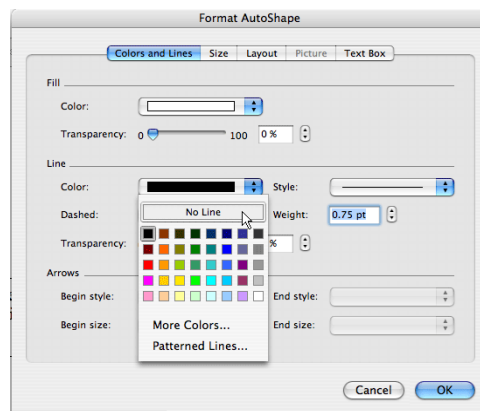 Format AutoShape
Colors and Lines Size Layout Picture Text Box
Fill
Color:
Transparency: 0 100 0 %
Line
Color: Style:
No Line
Dashed: Weight: 0.75 pt
Transparency: %
Arrows
Begin style: End style:
Begin size: End size:
More Colors...
Patterned Lines...
Cancel OK